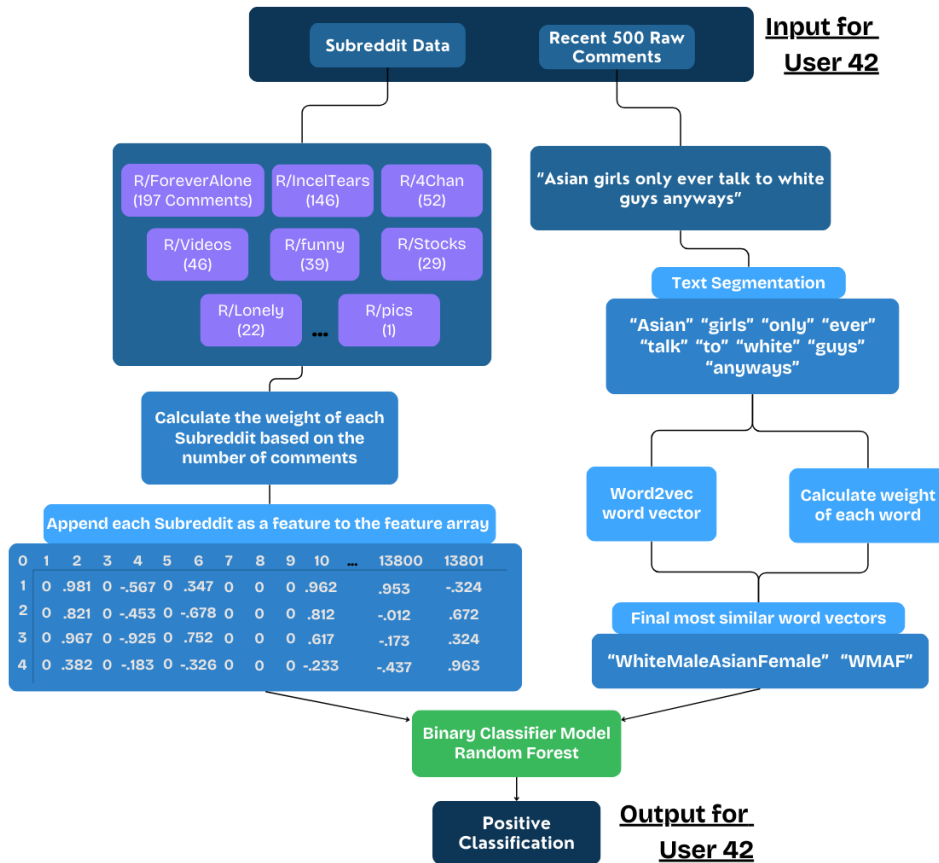 Input for
User 42
Subreddit Data
Recent 500 Raw
Comments
R/ForeverAlone
(197 Comments)
R/IncelTears
(146)
R/4Chan
(52)
R/Videos
(46)
R/funny
(39)
R/Stocks
(29)
R/Lonely
(22)
...
R/pics
(1)
Calculate the weight of each
Subreddit based on the
number of comments
Append each Subreddit as a feature to the feature array
0 1 2 3 4 5 6 7 8 9 10 ... 13800 13801
1 0 .981 0 -.567 0 .347 0 0 0 .962 .953 -.324
2 0 .821 0 -.453 0 -.678 0 0 0 .812 -.012 .672
3 0 .967 0 -.925 0 .752 0 0 0 .617 -.173 .324
4 0 .382 0 -.183 0 -.326 0 0 0 -.233 -.437 .963
“Asian girls only ever talk to white
guys anyways”
Text Segmentation
“Asian” “girls” “only” “ever”
“talk” “to” “white” “guys”
“anyways”
Word2vec
word vector
Calculate weight
of each word
Final most similar word vectors
“WhiteMaleAsianFemale” “WMAF”
Binary Classifier Model
Random Forest
Positive
Classification
Output for
User 42